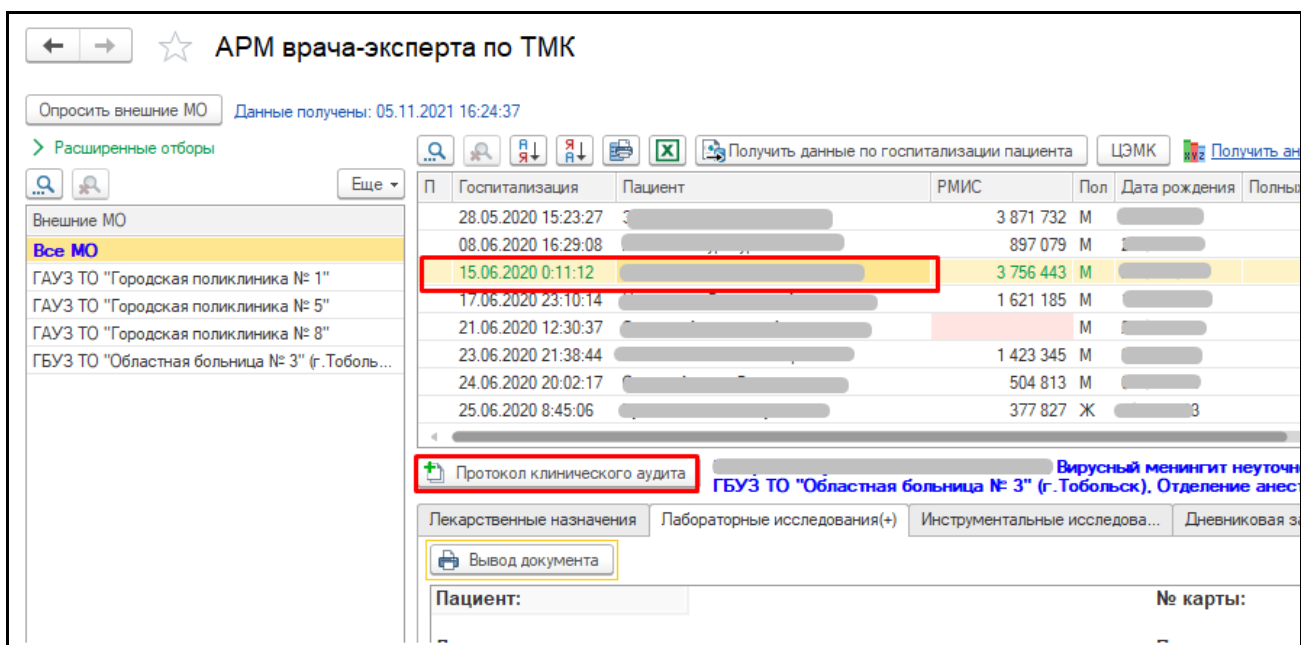 АРМ врача-эксперта по ТМК
Опросить внешние МО Данные получены: 05.11.2021 16:24:37
Расширенные отборы
Получить данные по госпитализации пациента ЦЭМК Получить ан
Еще
П Госпитализация Пациент РМИС Пол Дата рождения Полных
Внешние МО
Все МО
ГАУЗ ТО "Городская поликлиника № 1"
ГАУЗ ТО "Городская поликлиника № 5"
ГАУЗ ТО "Городская поликлиника № 8"
ГБУЗ ТО "Областная больница № 3" (г.Тоболь...
28.05.2020 15:23:27 3 871 732 М
08.06.2020 16:29:08 897 079 М
15.06.2020 0:11:12 3 756 443 М
17.06.2020 23:10:14 1 621 185 М
21.06.2020 12:30:37 М
23.06.2020 21:38:44 1 423 345 М
24.06.2020 20:02:17 504 813 М
25.06.2020 8:45:06 377 827 Ж 3
Протокол клинического аудита
Вирусный менингит неуточн
ГБУЗ ТО "Областная больница № 3" (г.Тобольск), Отделение анест
Лекарственные назначения Лабораторные исследования(+) Инструментальные исследова... Дневниковая за
Вывод документа
Пациент: № карты: